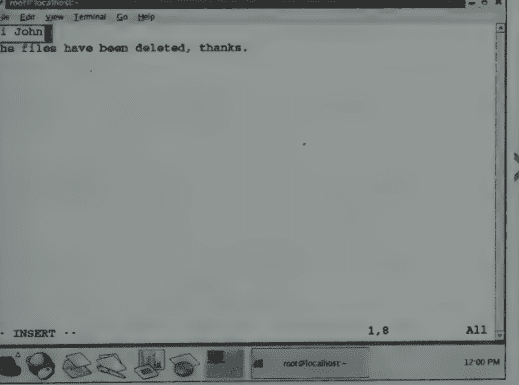 root@localhost:~
File Edit View Terminal Go Help
i John
he files have been deleted, thanks.
- INSERT --
1,8
All
root@localhost:~
12:00 PM